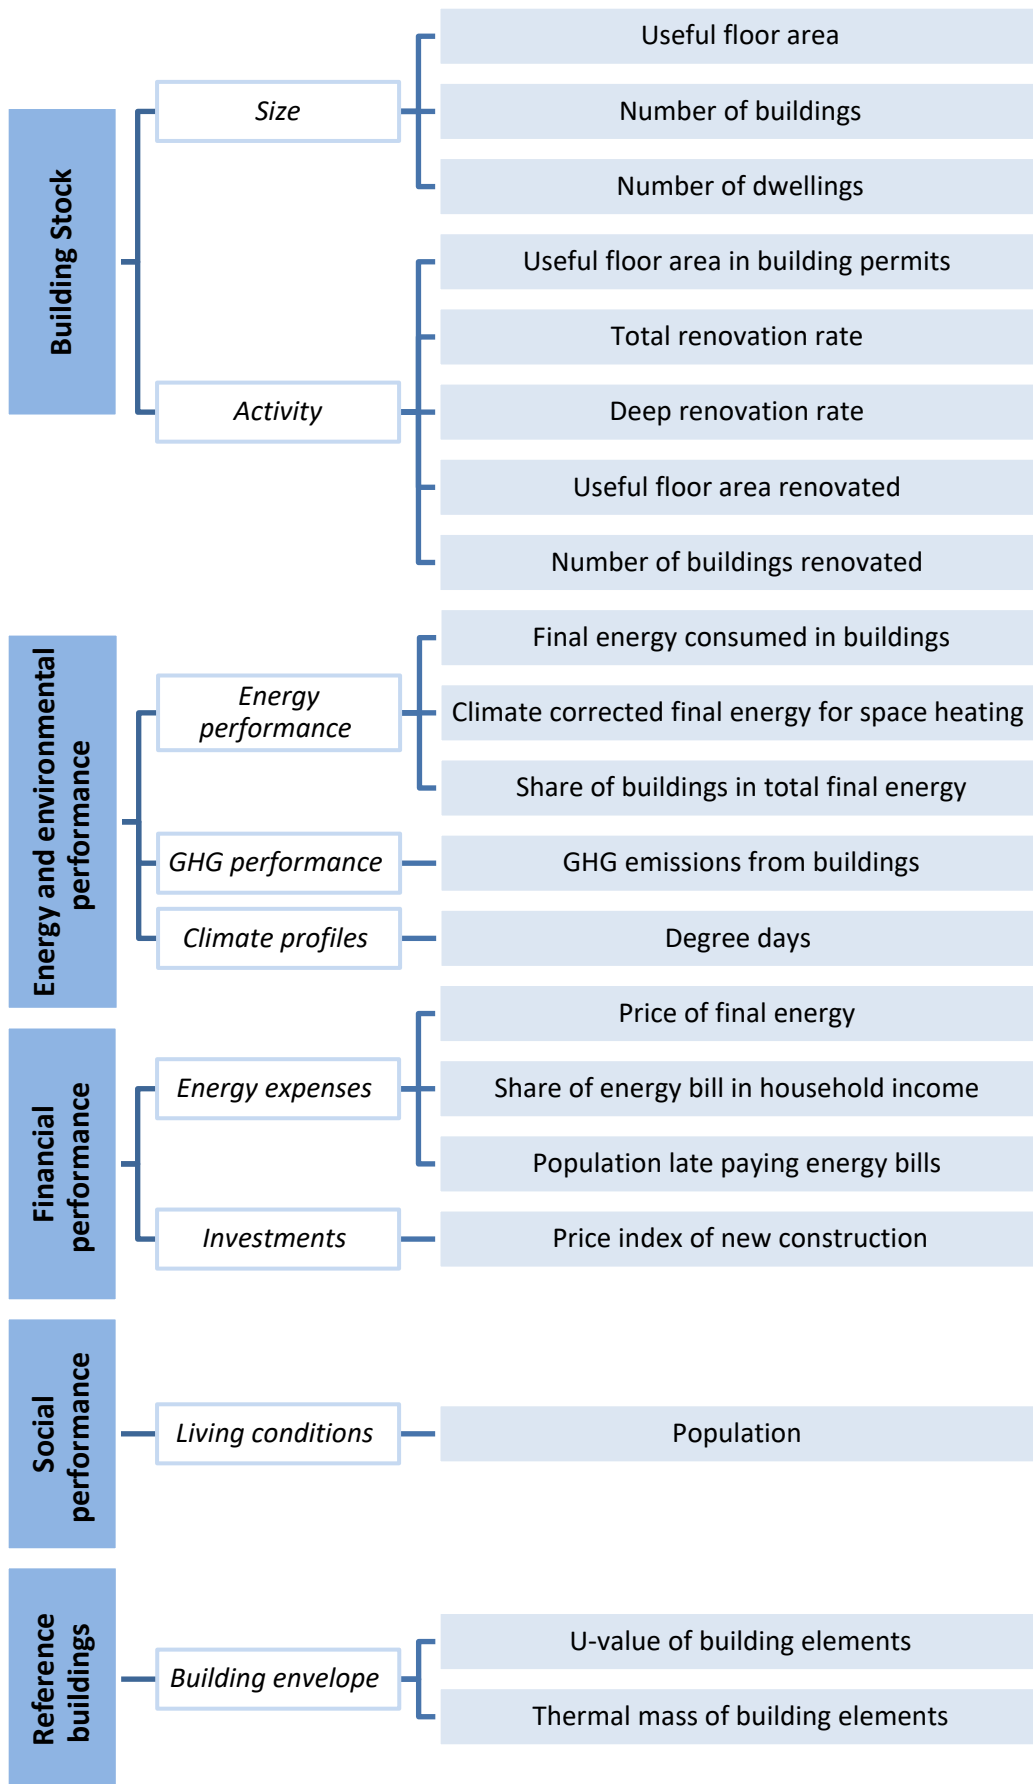 Building Stock
Size
Useful floor area
Number of buildings
Number of dwellings
Activity
Useful floor area in building permits
Total renovation rate
Deep renovation rate
Useful floor area renovated
Number of buildings renovated
Energy and environmental
performance
Energy
performance
Final energy consumed in buildings
Climate corrected final energy for space heating
Share of buildings in total final energy
GHG performance
GHG emissions from buildings
Climate profiles
Degree days
Financial
performance
Energy expenses
Price of final energy
Share of energy bill in household income
Population late paying energy bills
Investments
Price index of new construction
Social
performance
Living conditions
Population
Reference
buildings
Building envelope
U-value of building elements
Thermal mass of building elements